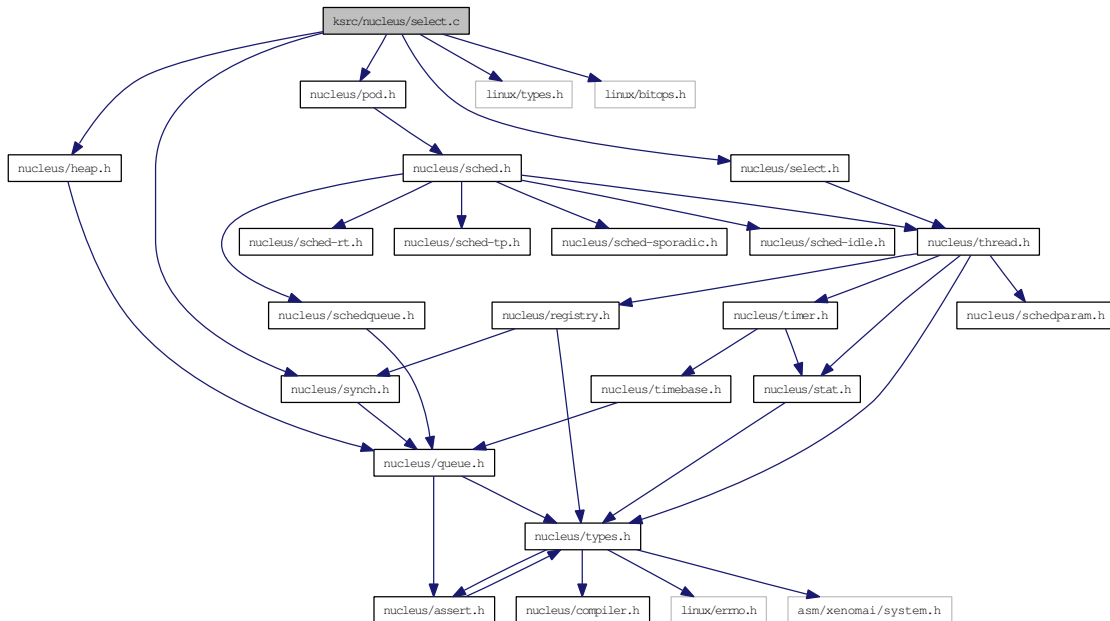 ksrc/nucleus/select.c
nucleus/pod.h
linux/types.h
linux/bitops.h
nucleus/heap.h
nucleus/sched.h
nucleus/select.h
nucleus/sched-rt.h
nucleus/sched-tp.h
nucleus/sched-sporadic.h
nucleus/sched-idle.h
nucleus/thread.h
nucleus/schedqueue.h
nucleus/registry.h
nucleus/timer.h
nucleus/schedparam.h
nucleus/synch.h
nucleus/timebase.h
nucleus/stat.h
nucleus/queue.h
nucleus/types.h
nucleus/assert.h
nucleus/compiler.h
linux/errno.h
asm/xenomai/system.h